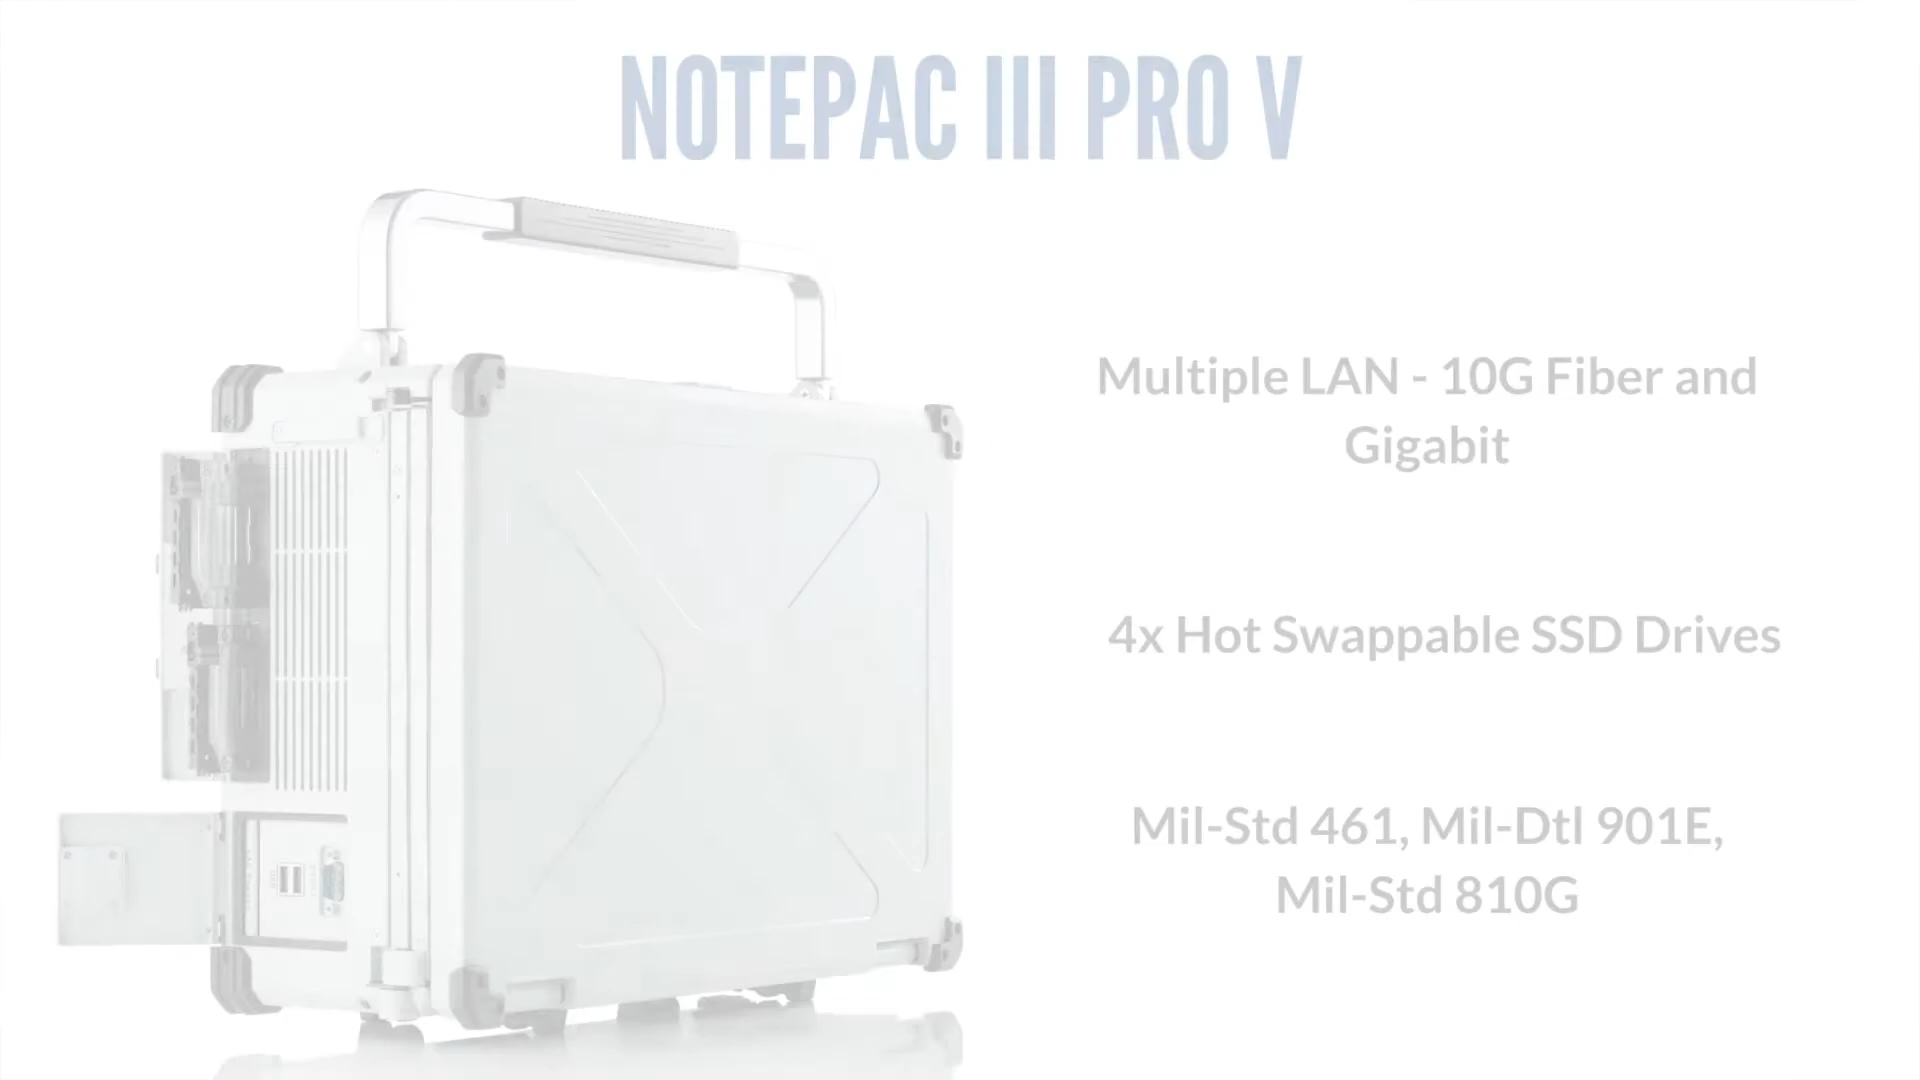 NOTEPAC III PRO V
Multiple LAN - 10G Fiber and
Gigabit
4x Hot Swappable SSD Drives
Mil-Std 461, Mil-Dtl 901E,
Mil-Std 810G